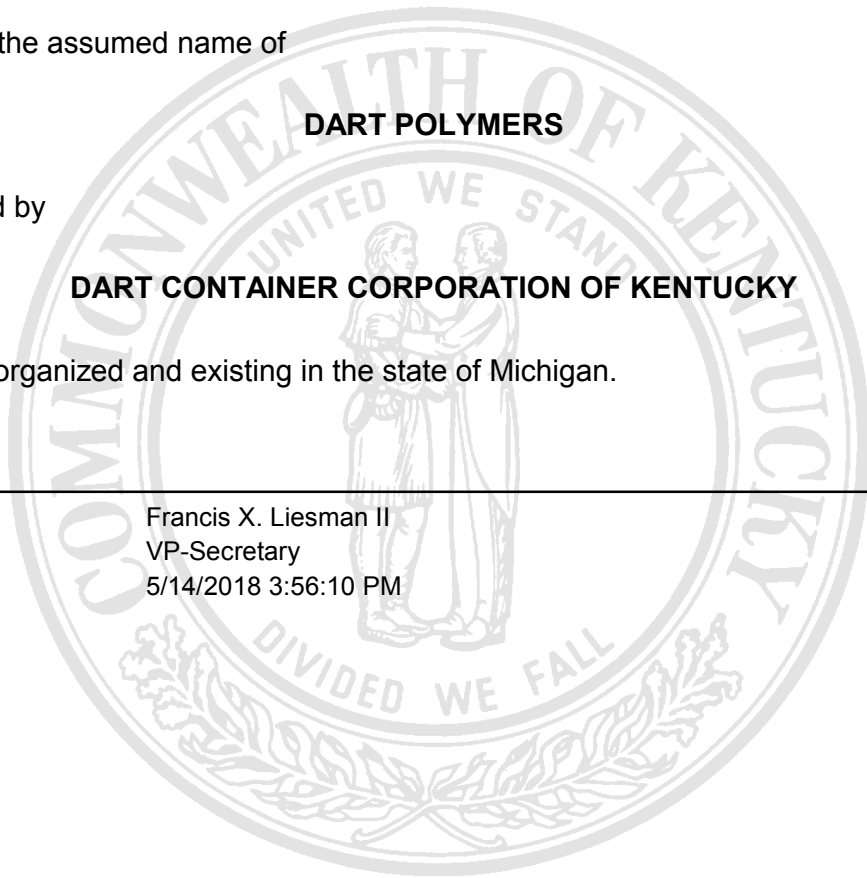 the assumed name of
DART POLYMERS
d by
DART CONTAINER CORPORATION OF KENTUCKY
organized and existing in the state of Michigan.
Francis X. Liesman II
VP-Secretary
5/14/2018 3:56:10 PM
COMMONWEALTH OF KENTUCKY
UNITED WE STAND
DIVIDED WE FALL